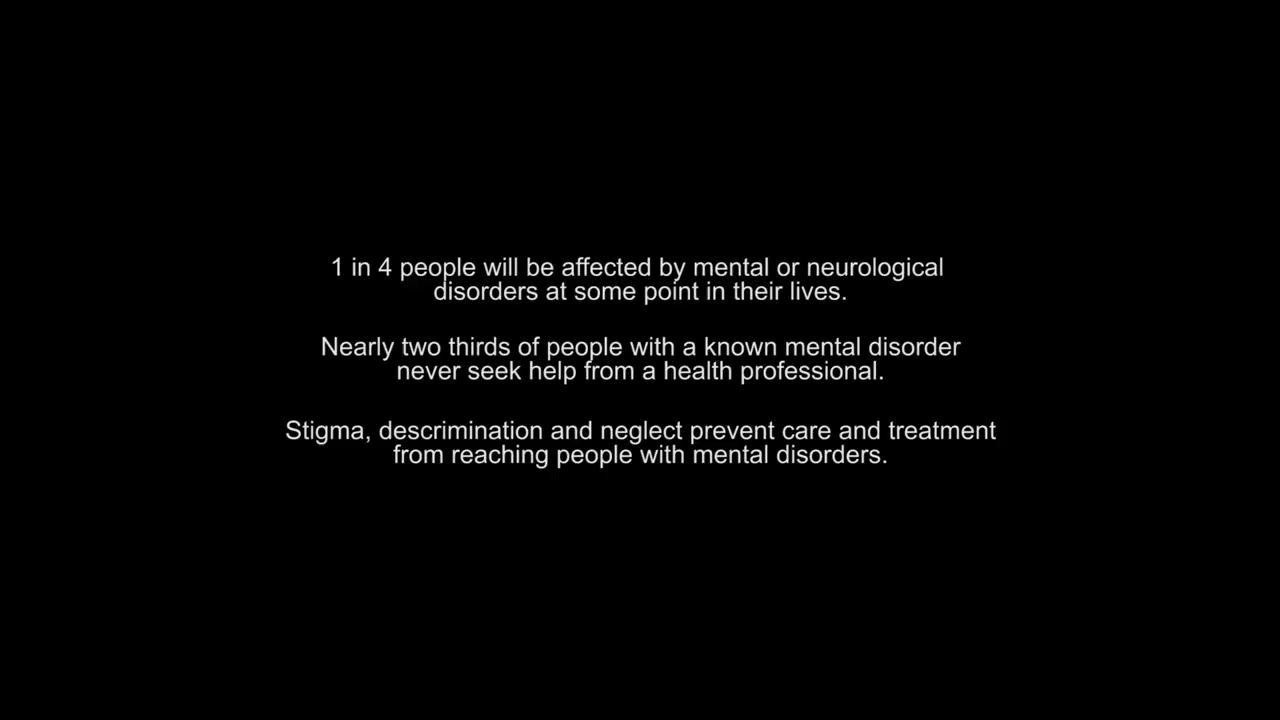 1 in 4 people will be affected by mental or neurological
disorders at some point in their lives.
Nearly two thirds of people with a known mental disorder
never seek help from a health professional.
Stigma, descrimination and neglect prevent care and treatment
from reaching people with mental disorders.